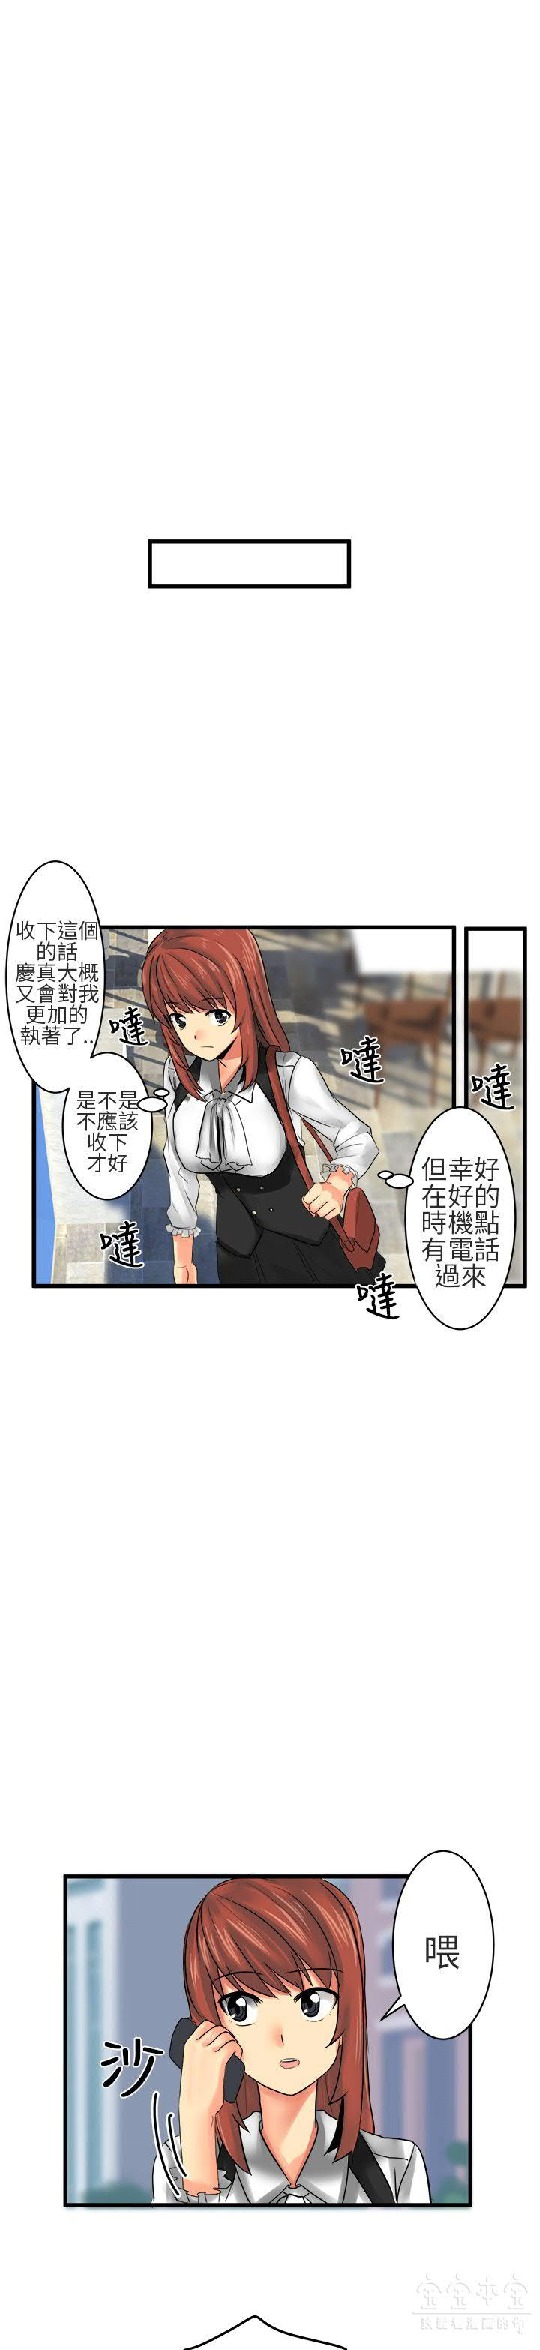 收下這個
的話
慶真大概
又會對我
更加的
執著了..
是不是
不應該
收下
才好
噠
噠
噠
但幸好
在好的
時機點
有電話
過來
噠
噠
喂
沙